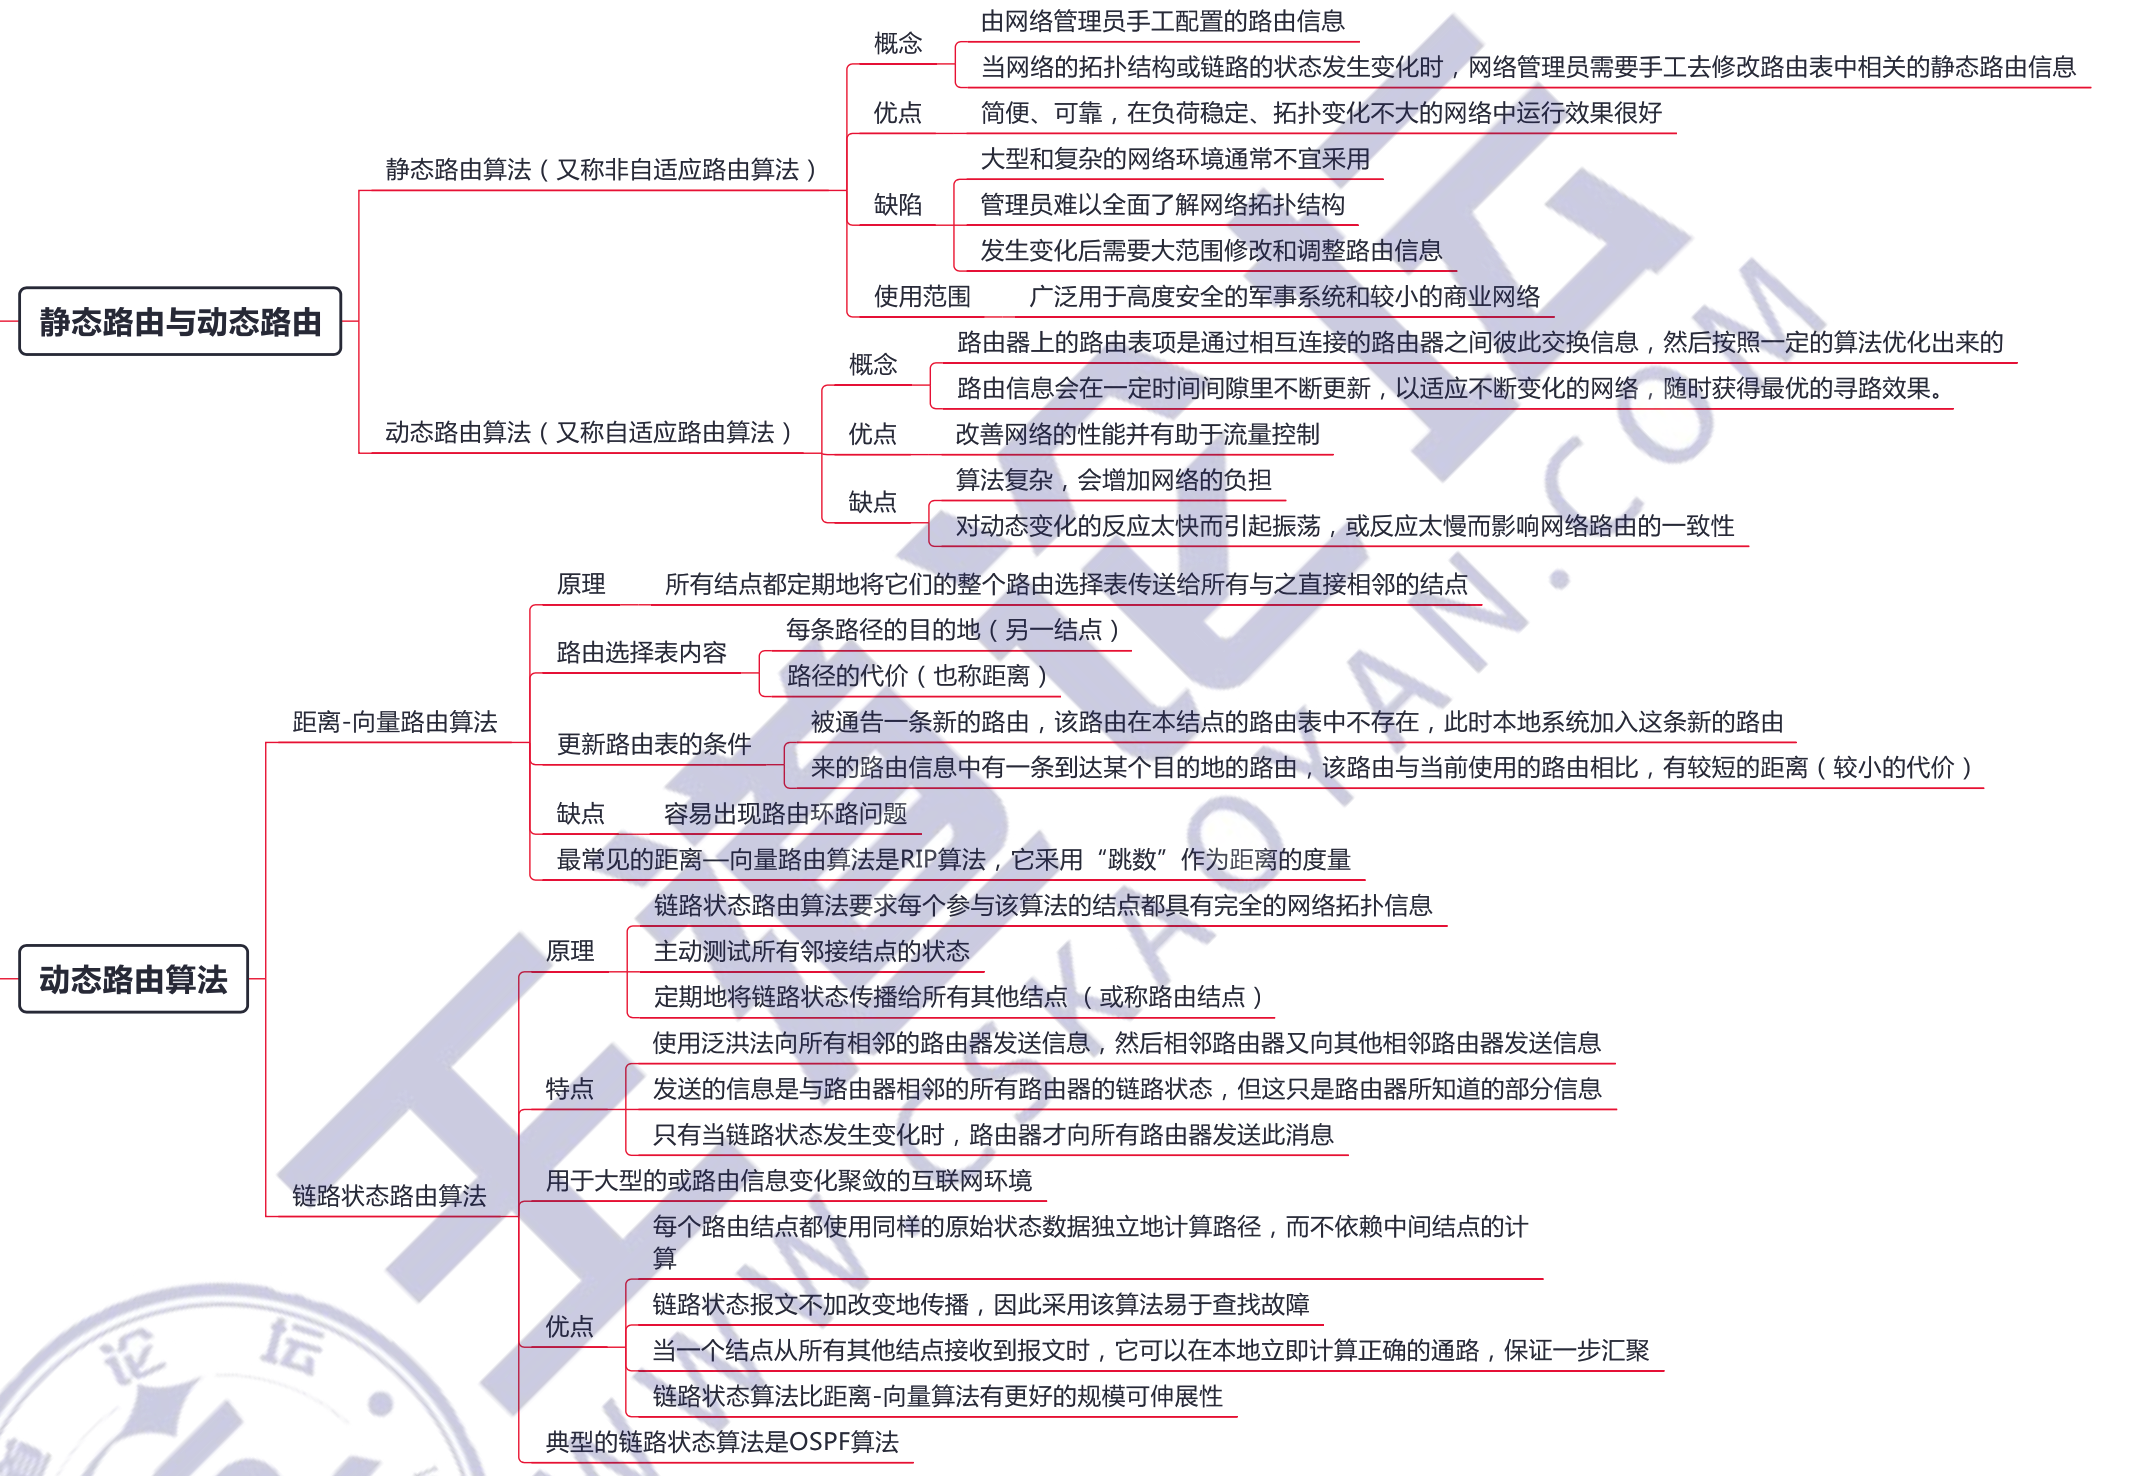 静态路由与动态路由
静态路由算法（又称非自适应路由算法）
概念
由网络管理员手工配置的路由信息
当网络的拓扑结构或链路的状态发生变化时，网络管理员需要手工去修改路由表中相关的静态路由信息
优点
简便、可靠，在负荷稳定、拓扑变化不大的网络中运行效果很好
缺陷
大型和复杂的网络环境通常不宜采用
管理员难以全面了解网络拓扑结构
发生变化后需要大范围修改和调整路由信息
使用范围
广泛用于高度安全的军事系统和较小的商业网络
动态路由算法（又称自适应路由算法）
概念
路由器上的路由表项是通过相互连接的路由器之间彼此交换信息，然后按照一定的算法优化出来的
路由信息会在一定时间间隙里不断更新，以适应不断变化的网络，随时获得最优的寻路效果。
优点
改善网络的性能并有助于流量控制
缺点
算法复杂，会增加网络的负担
对动态变化的反应太快而引起振荡，或反应太慢而影响网络路由的一致性
动态路由算法
距离-向量路由算法
原理
所有结点都定期地将它们的整个路由选择表传送给所有与之直接相邻的结点
路由选择表内容
每条路径的目的地（另一结点）
路径的代价（也称距离）
更新路由表的条件
被通告一条新的路由，该路由在本结点的路由表中不存在，此时本地系统加入这条新的路由
来的路由信息中有一条到达某个目的地的路由，该路由与当前使用的路由相比，有较短的距离（较小的代价）
缺点
容易出现路由环路问题
最常见的距离—向量路由算法是RIP算法，它采用“跳数”作为距离的度量
链路状态路由算法
原理
链路状态路由算法要求每个参与该算法的结点都具有完全的网络拓扑信息
主动测试所有邻接结点的状态
定期地将链路状态传播给所有其他结点 （或称路由结点）
特点
使用泛洪法向所有相邻的路由器发送信息，然后相邻路由器又向其他相邻路由器发送信息
发送的信息是与路由器相邻的所有路由器的链路状态，但这只是路由器所知道的部分信息
只有当链路状态发生变化时，路由器才向所有路由器发送此消息
用于大型的或路由信息变化聚敛的互联网环境
优点
每个路由结点都使用同样的原始状态数据独立地计算路径，而不依赖中间结点的计
算
链路状态报文不加改变地传播，因此采用该算法易于查找故障
当一个结点从所有其他结点接收到报文时，它可以在本地立即计算正确的通路，保证一步汇聚
链路状态算法比距离-向量算法有更好的规模可伸展性
典型的链路状态算法是OSPF算法
王道论坛
WWW.CSKAOYAN.COM
道论坛